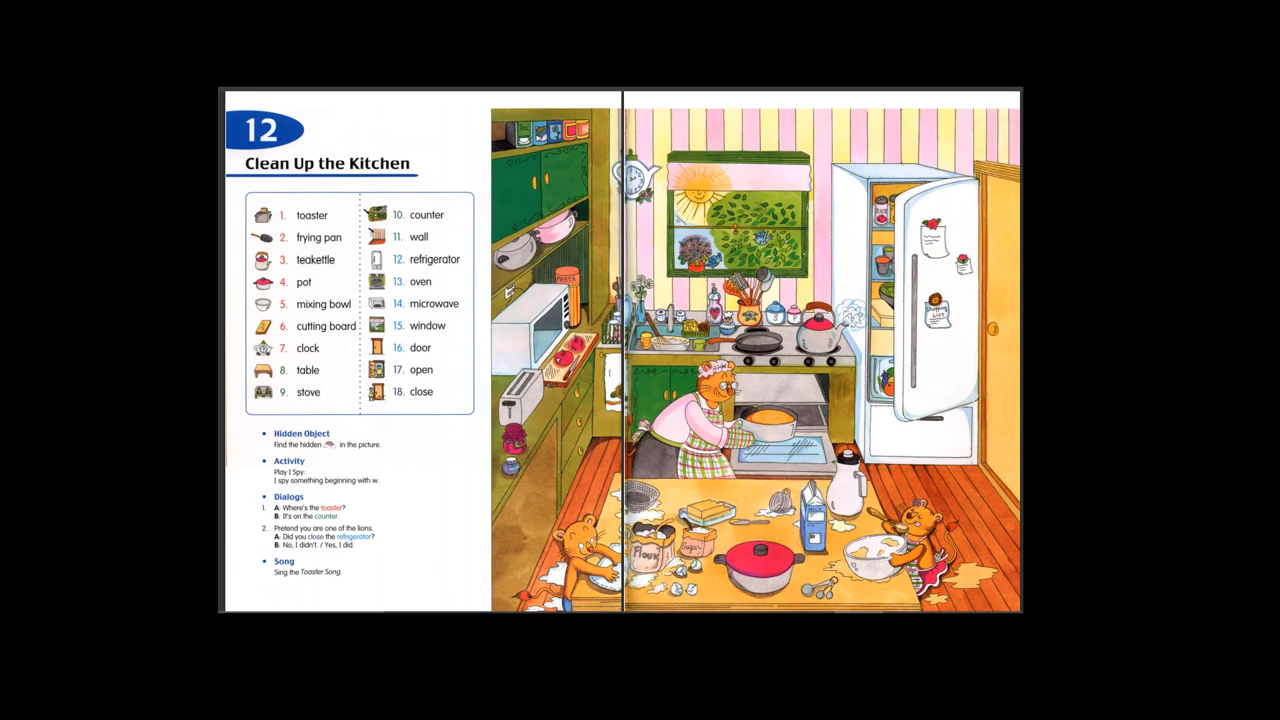 12
Clean Up the Kitchen
1. toaster
2. frying pan
3. teakettle
4. pot
5. mixing bowl
6. cutting board
7. clock
8. table
9. stove
10. counter
11. wall
12. refrigerator
13. oven
14. microwave
15. window
16. door
17. open
18. close
• Hidden Object
Find the hidden in the picture.
• Activity
Play I Spy:
I spy something beginning with w.
• Dialogs
1. A: Where's the toaster?
B: It's on the counter.
2. Pretend you are one of the lions.
A: Did you close the refrigerator?
B: No, I didn't. / Yes, I did.
• Song
Sing the Toaster Song.
PASTA
S
P
Shopping
List
MILK
Flour
Sugar